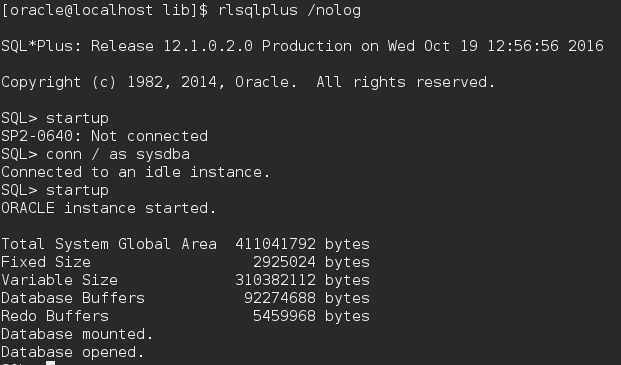 [oracle@localhost lib]$ rlsqlplus /nolog
SQL*Plus: Release 12.1.0.2.0 Production on Wed Oct 19 12:56:56 2016
Copyright (c) 1982, 2014, Oracle.  All rights reserved.
SQL> startup
SP2-0640: Not connected
SQL> conn / as sysdba
Connected to an idle instance.
SQL> startup
ORACLE instance started.
Total System Global Area  411041792 bytes
Fixed Size                  2925024 bytes
Variable Size             310382112 bytes
Database Buffers           92274688 bytes
Redo Buffers                5459968 bytes
Database mounted.
Database opened.